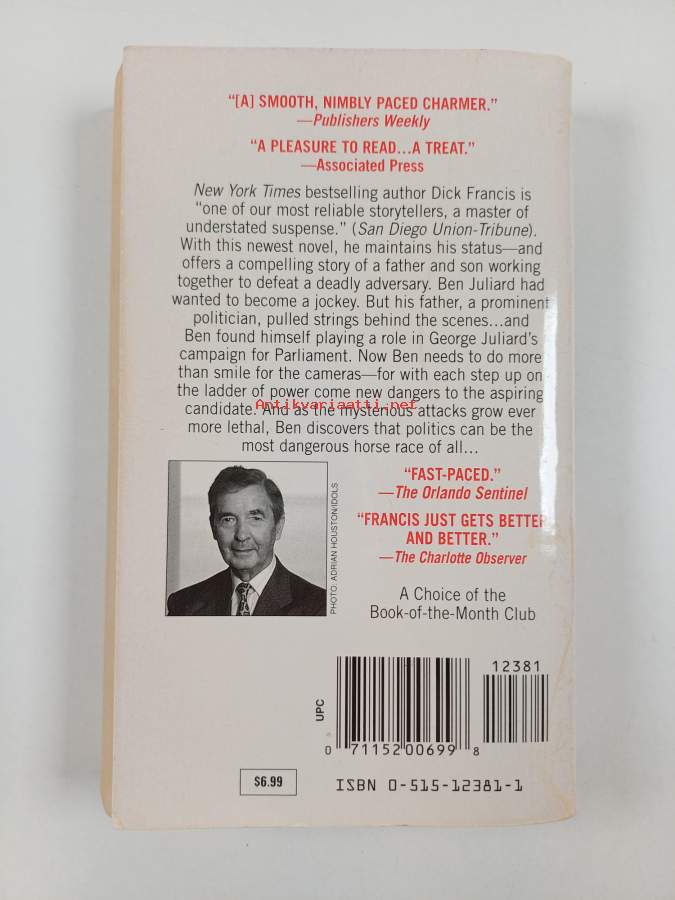 “[A] SMOOTH, NIMBLY PACED CHARMER.”
—Publishers Weekly
“A PLEASURE TO READ...A TREAT.”
—Associated Press
New York Times bestselling author Dick Francis is
“one of our most reliable storytellers, a master of
understated suspense.” (San Diego Union-Tribune).
With this newest novel, he maintains his status—and
offers a compelling story of a father and son working
together to defeat a deadly adversary. Ben Juliard had
wanted to become a jockey. But his father, a prominent
politician, pulled strings behind the scenes...and
Ben found himself playing a role in George Juliard’s
campaign for Parliament. Now Ben needs to do more
than smile for the cameras—for with each step up on
the ladder of power come new dangers to the aspiring
candidate. And as the mysterious attacks grow ever
Antikvariaatti.net
more lethal, Ben discovers that politics can be the
most dangerous horse race of all...
PHOTO: ADRIAN HOUSTON/IDOLS
“FAST-PACED.”
—The Orlando Sentinel
“FRANCIS JUST GETS BETTER
AND BETTER.”
—The Charlotte Observer
A Choice of the
Book-of-the-Month Club
12381
UPC
0 71152 00699 8
$6.99
ISBN 0-515-12381-1